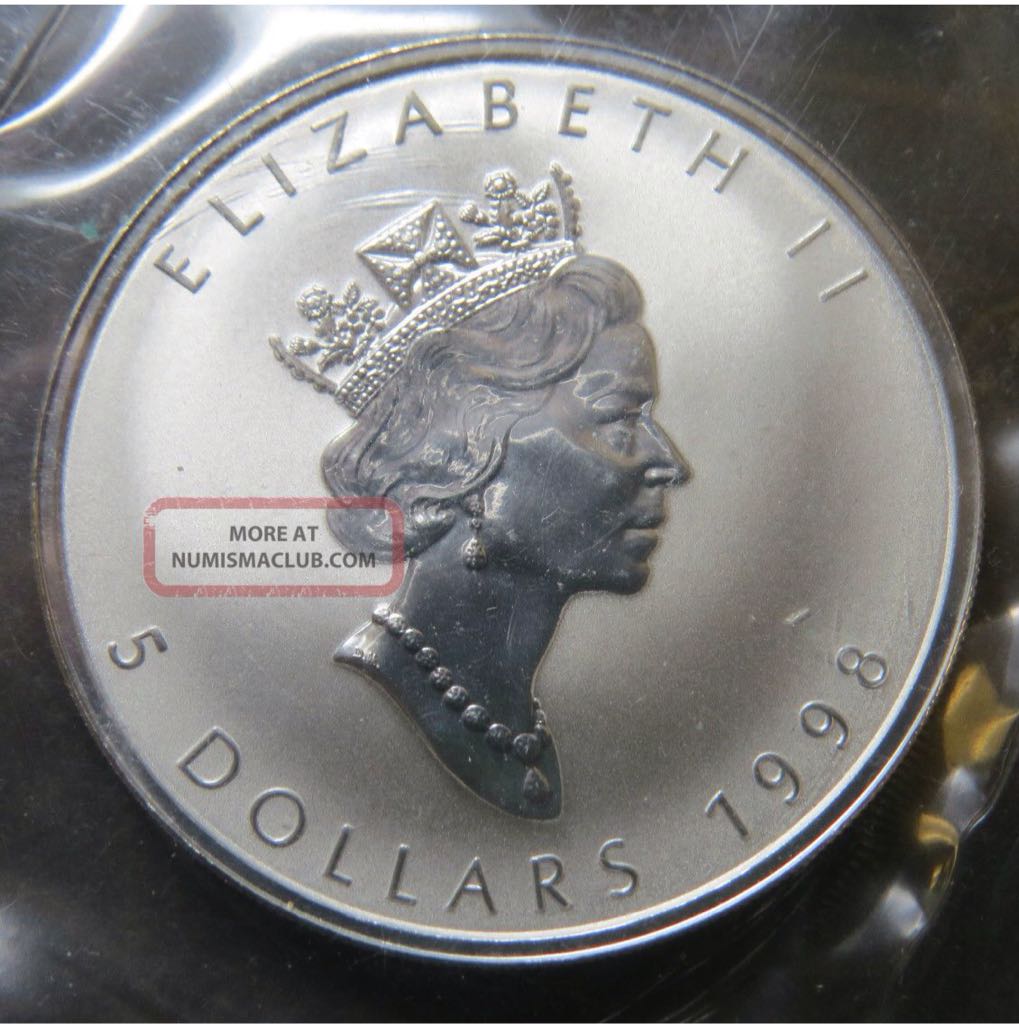 ELIZABETH II
MORE AT
NUMISMACLUB.COM
5 DOLLARS 1998